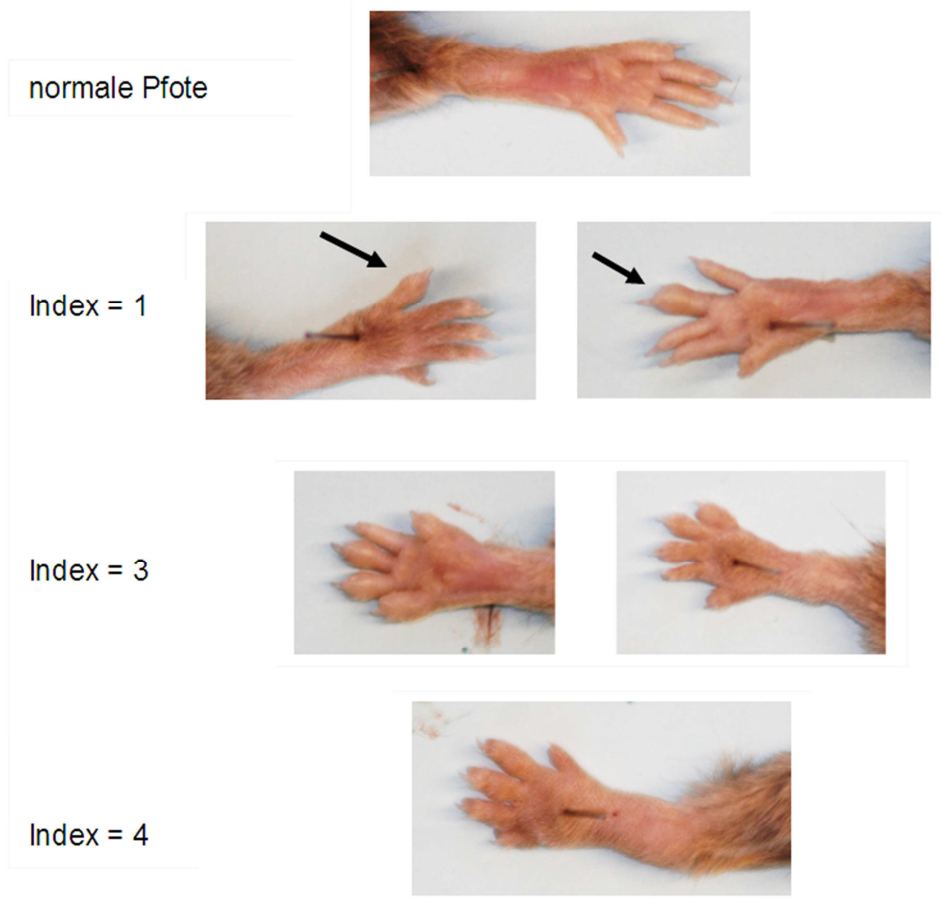 normale Pfote
Index = 1
Index = 3
Index = 4